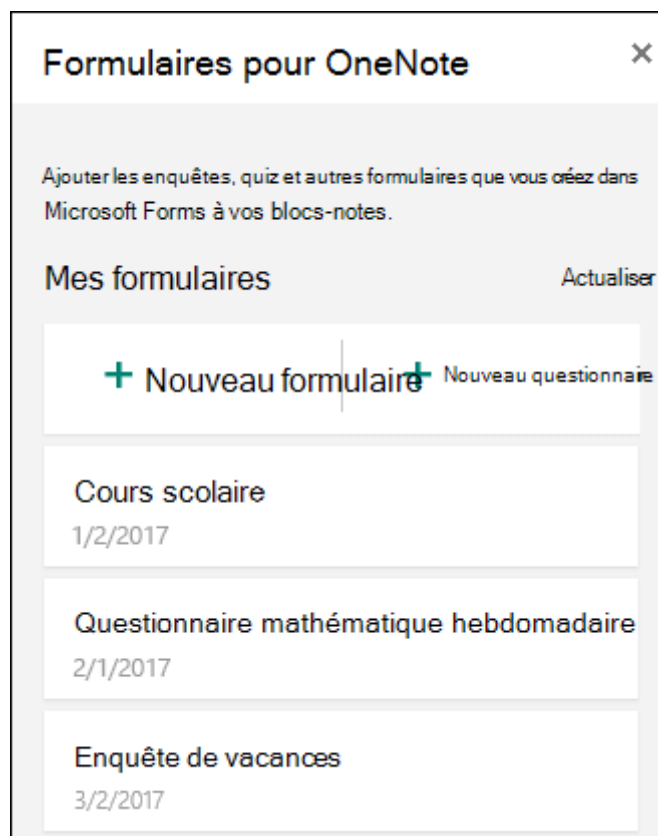 Formulaires pour OneNote
Ajouter les enquêtes, quiz et autres formulaires que vous créez dans
Microsoft Forms à vos blocs-notes.
Mes formulaires Actualiser
+ Nouveau formulaire + Nouveau questionnaire
Cours scolaire
1/2/2017
Questionnaire mathématique hebdomadaire
2/1/2017
Enquête de vacances
3/2/2017